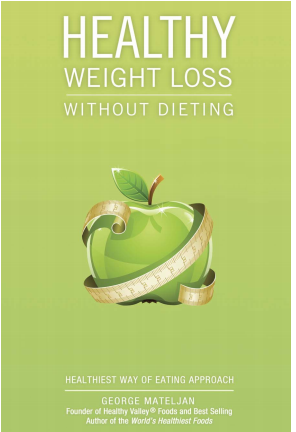 HEALTHY
WEIGHT LOSS
WITHOUT DIETING
HEALTHIEST WAY OF EATING APPROACH
GEORGE MATELJAN
Founder of Healthy Valley® Foods and Best Selling
Author of the World's Healthiest Foods